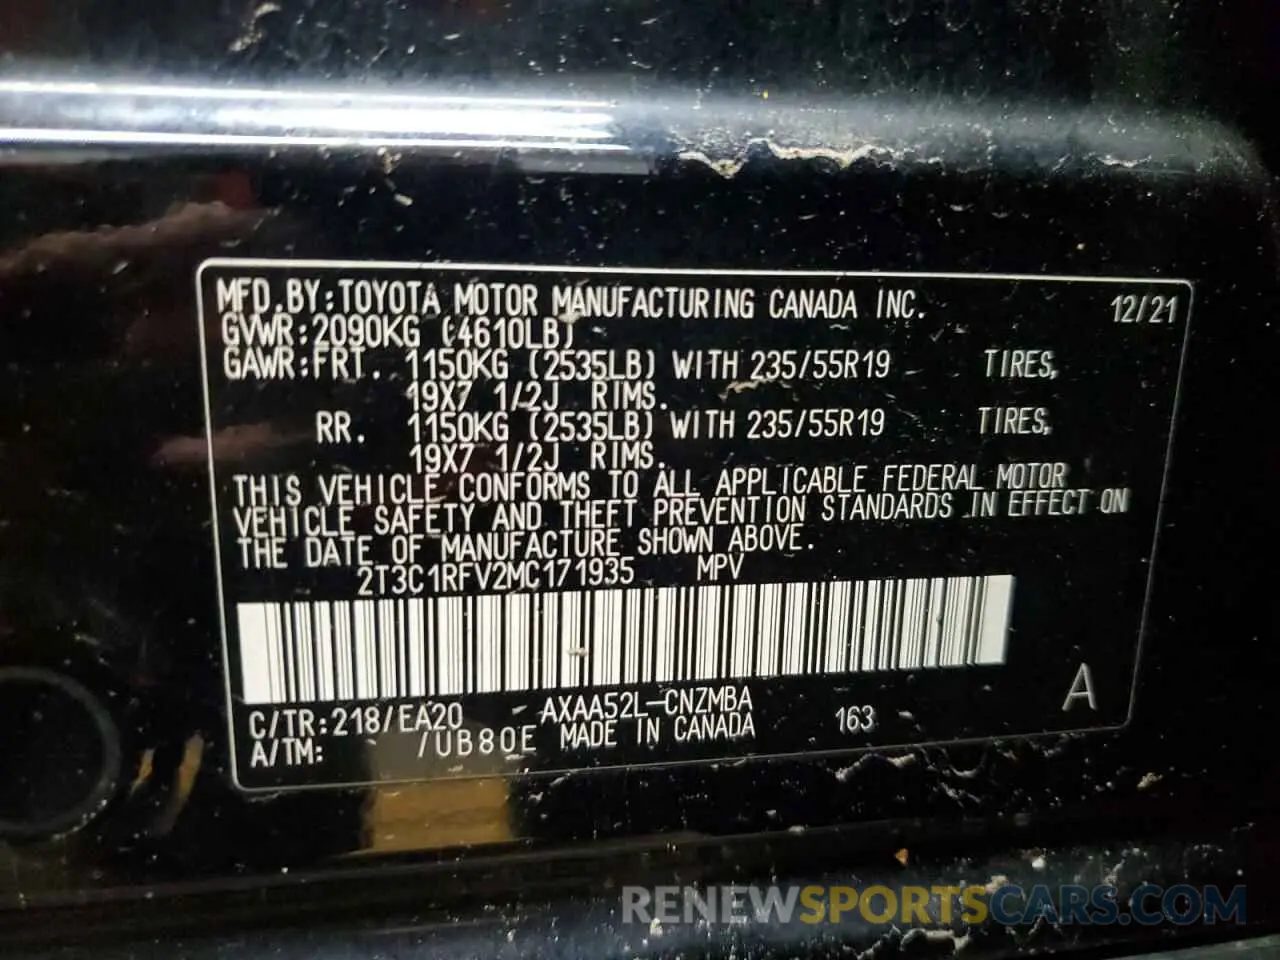 MFD.BY:TOYOTA MOTOR MANUFACTURING CANADA INC. 12/21
GVWR:2090KG (4610LB)
GAWR:FRT. 1150KG (2535LB) WITH 235/55R19 TIRES,
19X7 1/2J RIMS.
RR. 1150KG (2535LB) WITH 235/55R19 TIRES,
19X7 1/2J RIMS.
THIS VEHICLE CONFORMS TO ALL APPLICABLE FEDERAL MOTOR
VEHICLE SAFETY AND THEFT PREVENTION STANDARDS IN EFFECT ON
THE DATE OF MANUFACTURE SHOWN ABOVE.
2T3C1RFV2MC171935 MPV
C/TR:218/EA20 - AXAA52L-CNZMBA 163 A
A/TM: /UB80E MADE IN CANADA
RENEWSPORTSCARS.COM